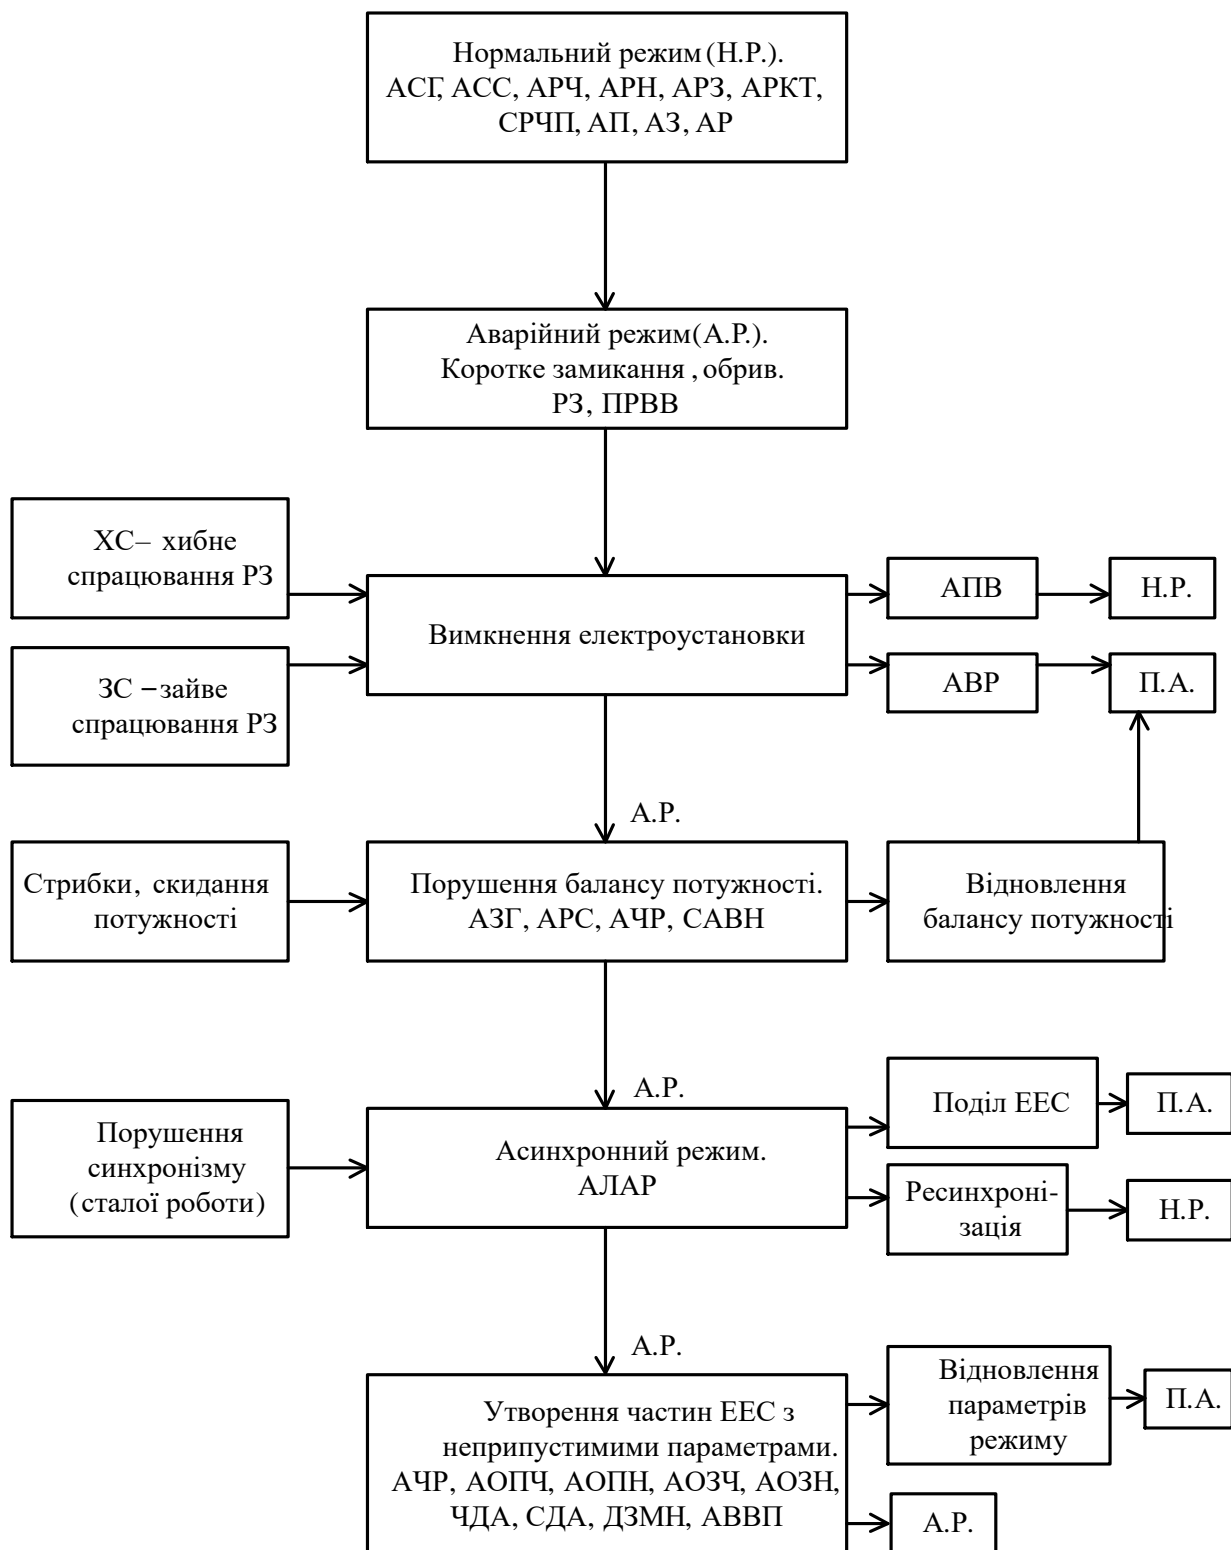 Нормальний режим (Н.Р.).
АСГ, АСС, АРЧ, АРН, АРЗ, АРКТ,
СРЧП, АП, АЗ, АР
Аварійний режим(А.Р.).
Коротке замикання , обрив.
РЗ, ПРВВ
ХС– хибне
спрацювання РЗ
ЗС –зайве
спрацювання РЗ
Вимкнення електроустановки
АПВ
Н.Р.
АВР
П.А.
А.Р.
Стрибки, скидання
потужності
Порушення балансу потужності.
АЗГ, АРС, АЧР, САВН
Відновлення
балансу потужності
А.Р.
Порушення
синхронізму
(сталої роботи)
Асинхронний режим.
АЛАР
Поділ ЕЕС
П.А.
Ресинхроні-
зація
Н.Р.
А.Р.
Утворення частин ЕЕС з
неприпустимими параметрами.
АЧР, АОПЧ, АОПН, АОЗЧ, АОЗН,
ЧДА, СДА, ДЗМН, АВВП
Відновлення
параметрів
режиму
П.А.
А.Р.